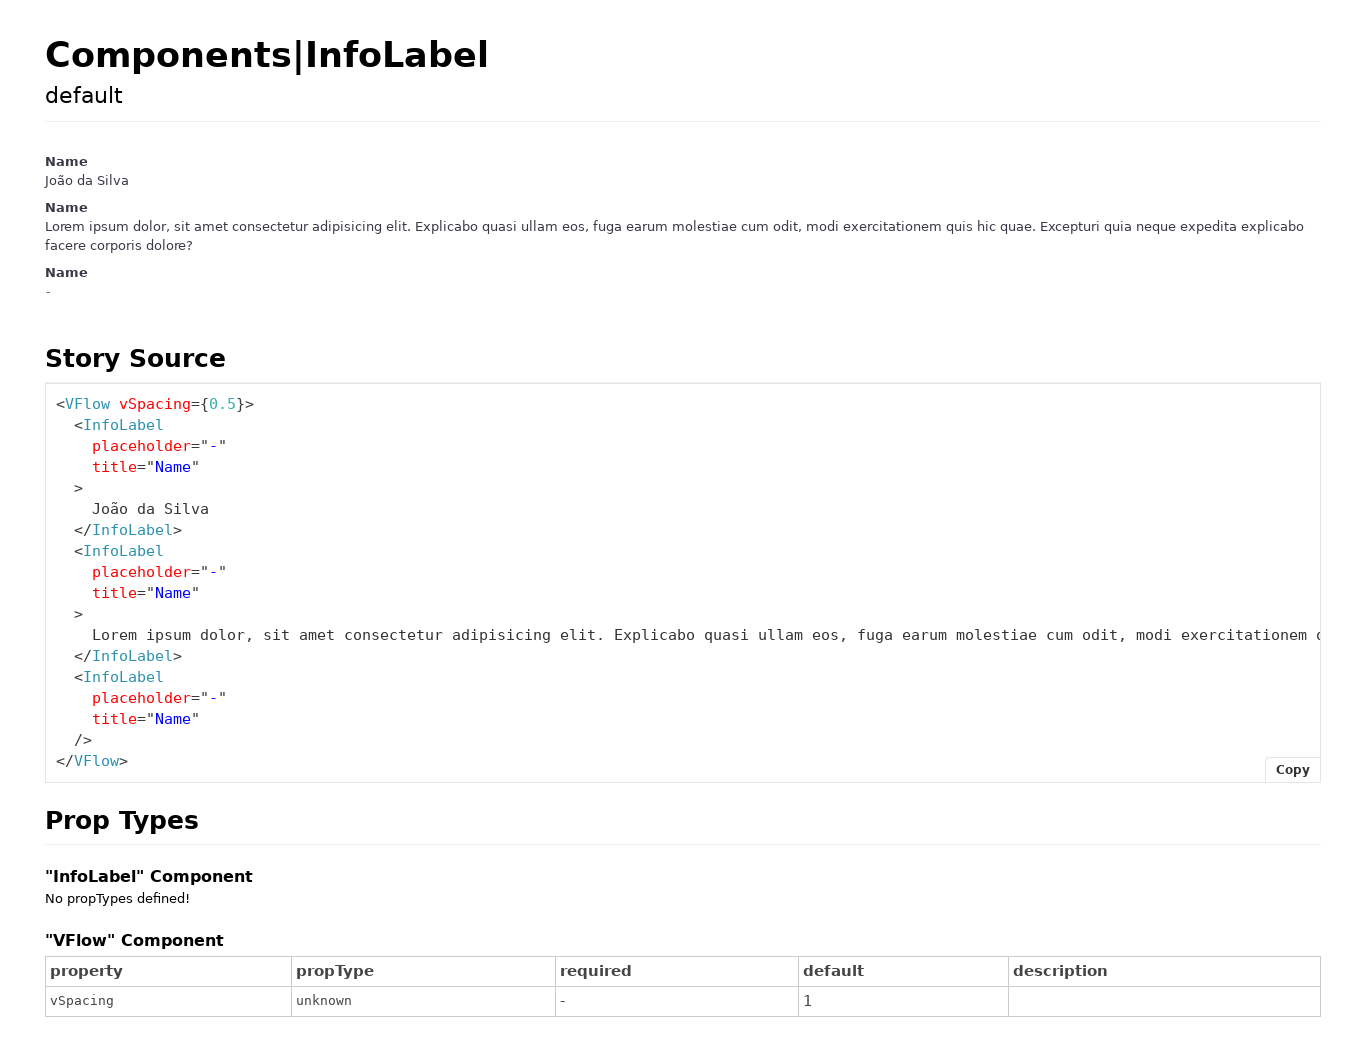 Components|InfoLabel
default
Name
João da Silva
Name
Lorem ipsum dolor, sit amet consectetur adipisicing elit. Explicabo quasi ullam eos, fuga earum molestiae cum odit, modi exercitationem quis hic quae. Excepturi quia neque expedita explicabo
facere corporis dolore?
Name
-
Story Source
<VFlow vSpacing={0.5}>
  <InfoLabel
    placeholder="-"
    title="Name"
  >
    João da Silva
  </InfoLabel>
  <InfoLabel
    placeholder="-"
    title="Name"
  >
    Lorem ipsum dolor, sit amet consectetur adipisicing elit. Explicabo quasi ullam eos, fuga earum molestiae cum odit, modi exercitationem
  </InfoLabel>
  <InfoLabel
    placeholder="-"
    title="Name"
  />
</VFlow>
Copy
Prop Types
"InfoLabel" Component
No propTypes defined!
"VFlow" Component
property propType required default description
vSpacing unknown - 1